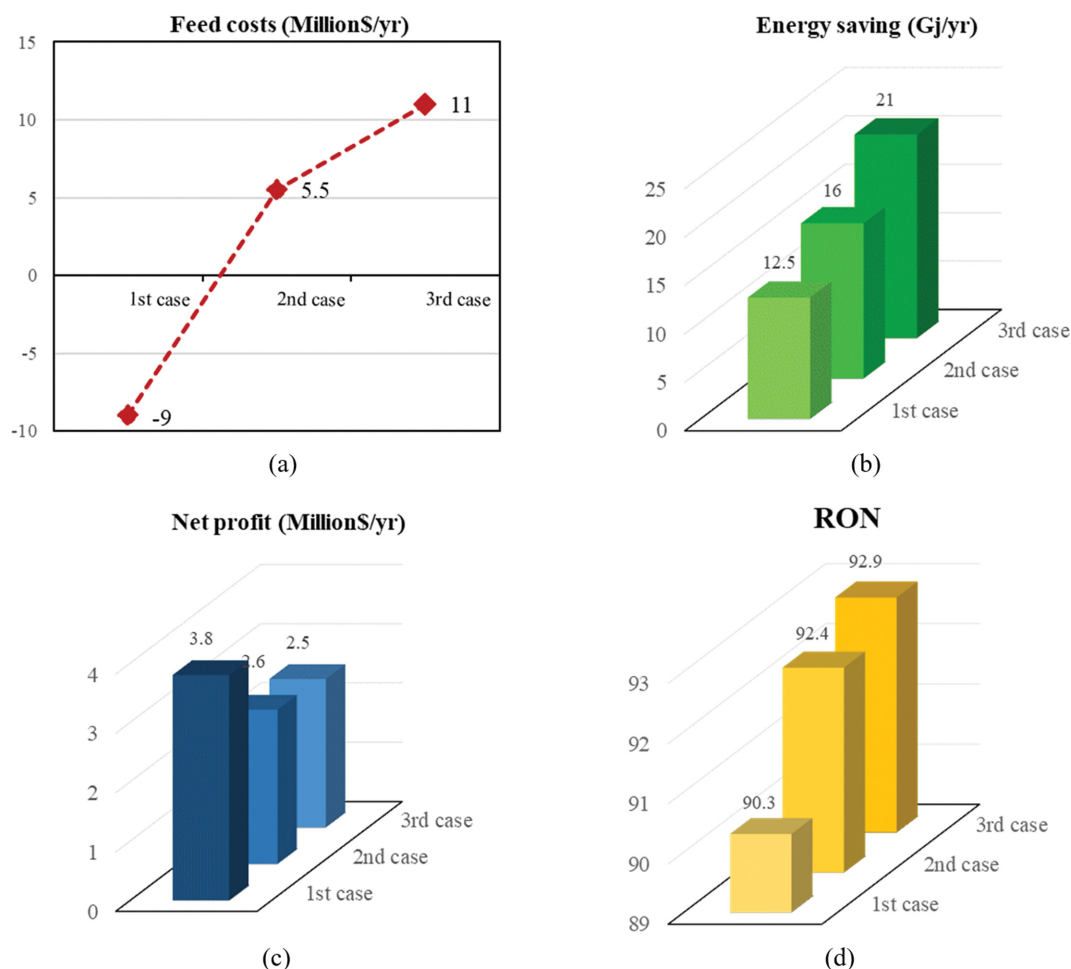 Feed costs (Million$/yr)
15
10
5
0
-5
-10
11
5.5
-9
1st case
2nd case
3rd case
(a)
Energy saving (Gj/yr)
25
20
15
10
5
0
12.5
16
21
1st case
2nd case
3rd case
(b)
Net profit (Million$/yr)
4
3
2
1
0
3.8
2.6
2.5
1st case
2nd case
3rd case
(c)
RON
93
92
91
90
89
90.3
92.4
92.9
1st case
2nd case
3rd case
(d)